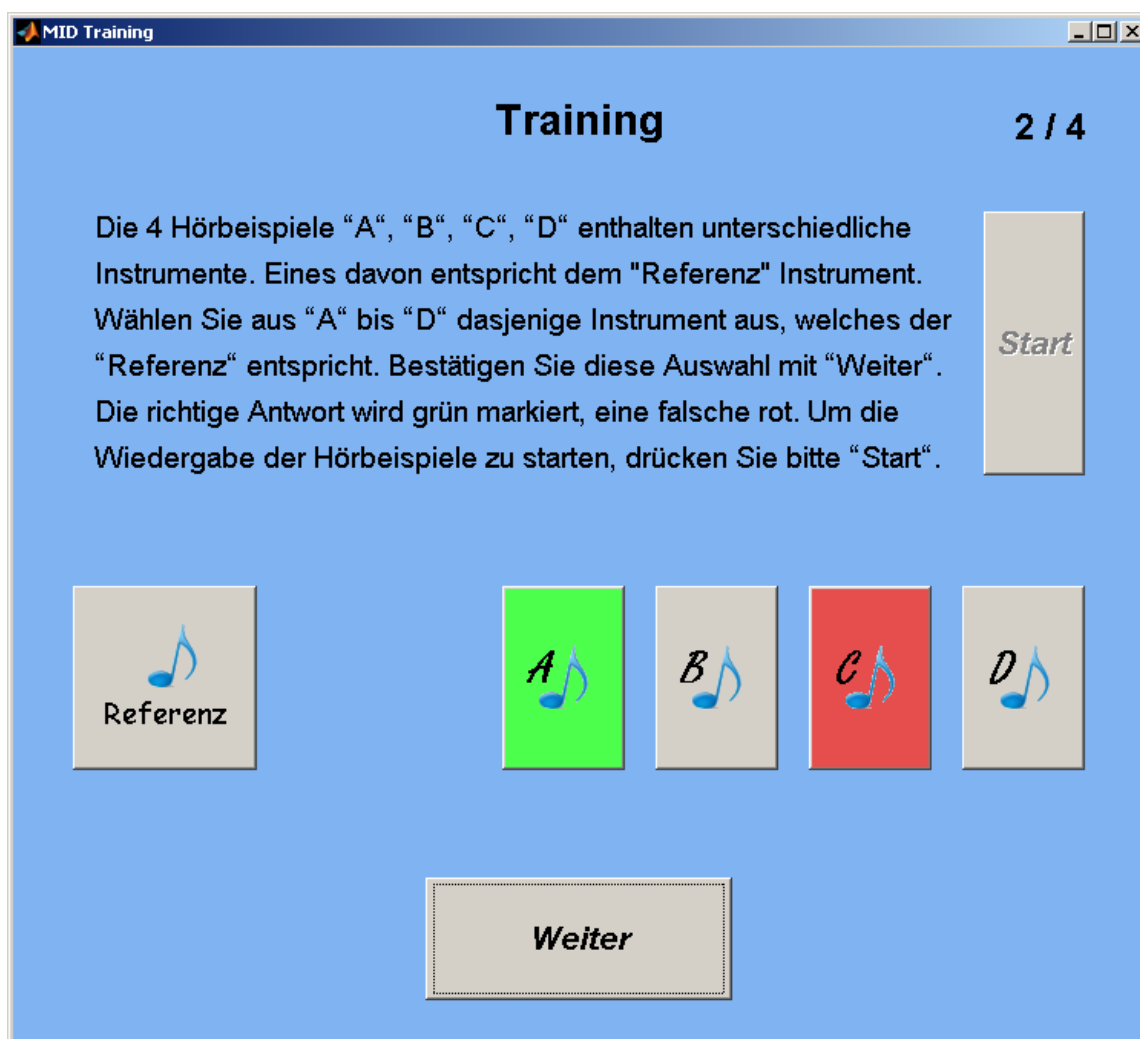 MID Training
Training
2 / 4
Die 4 Hörbeispiele “A“, “B“, “C“, “D“ enthalten unterschiedliche
Instrumente. Eines davon entspricht dem "Referenz" Instrument.
Wählen Sie aus “A“ bis “D“ dasjenige Instrument aus, welches der
“Referenz“ entspricht. Bestätigen Sie diese Auswahl mit “Weiter“.
Die richtige Antwort wird grün markiert, eine falsche rot. Um die
Wiedergabe der Hörbeispiele zu starten, drücken Sie bitte “Start“.
Start
Referenz
A
B
C
D
Weiter